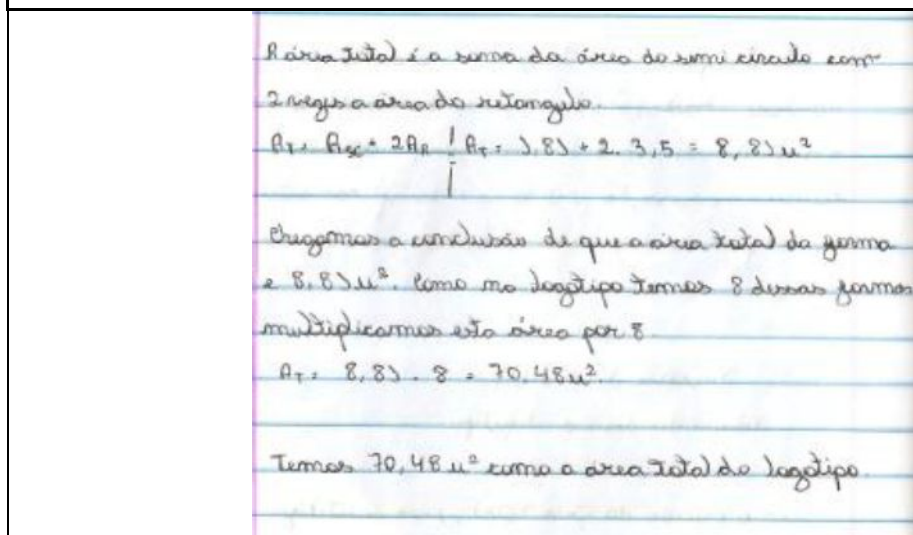 A área total é a soma da área do semi circulo com
2 vezes a área do retangulo.
AT = ASC + 2AR | AT = 1,81 + 2. 3,5 = 8,81 u²
Chegamos a conclusão de que a área total da forma
e 8,81 u². Como no logotipo temos 8 dessas formas
multiplicamos esta área por 8
AT = 8,81 . 8 = 70,48 u².
Temos 70,48 u² como a área total do logotipo.